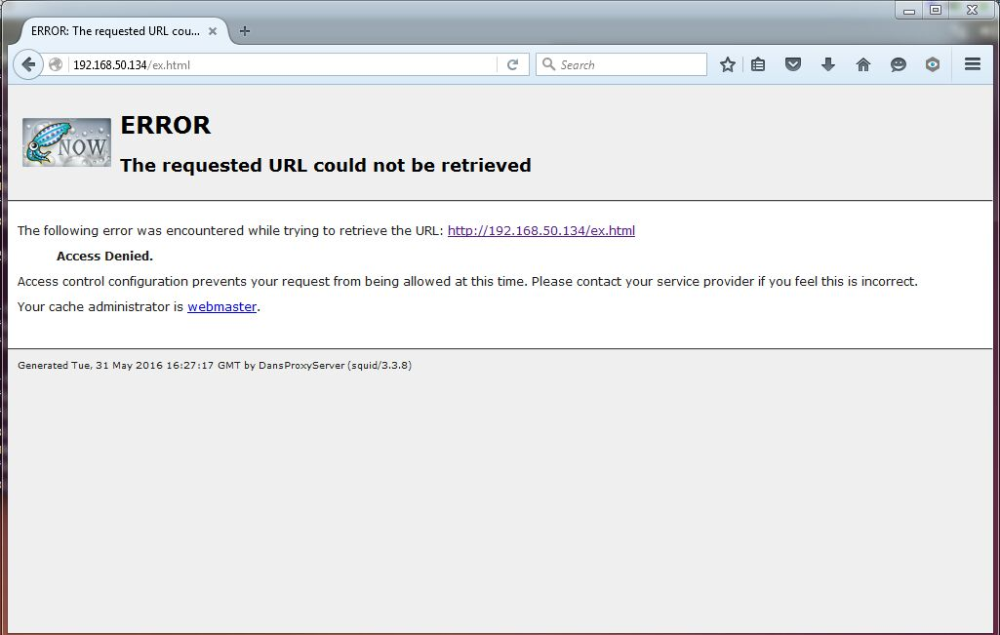 ERROR: The requested URL cou...
192.168.50.134/ex.html
Search
NOW
ERROR
The requested URL could not be retrieved
The following error was encountered while trying to retrieve the URL: http://192.168.50.134/ex.html
Access Denied.
Access control configuration prevents your request from being allowed at this time. Please contact your service provider if you feel this is incorrect.
Your cache administrator is webmaster.
Generated Tue, 31 May 2016 16:27:17 GMT by DansProxyServer (squid/3.3.8)